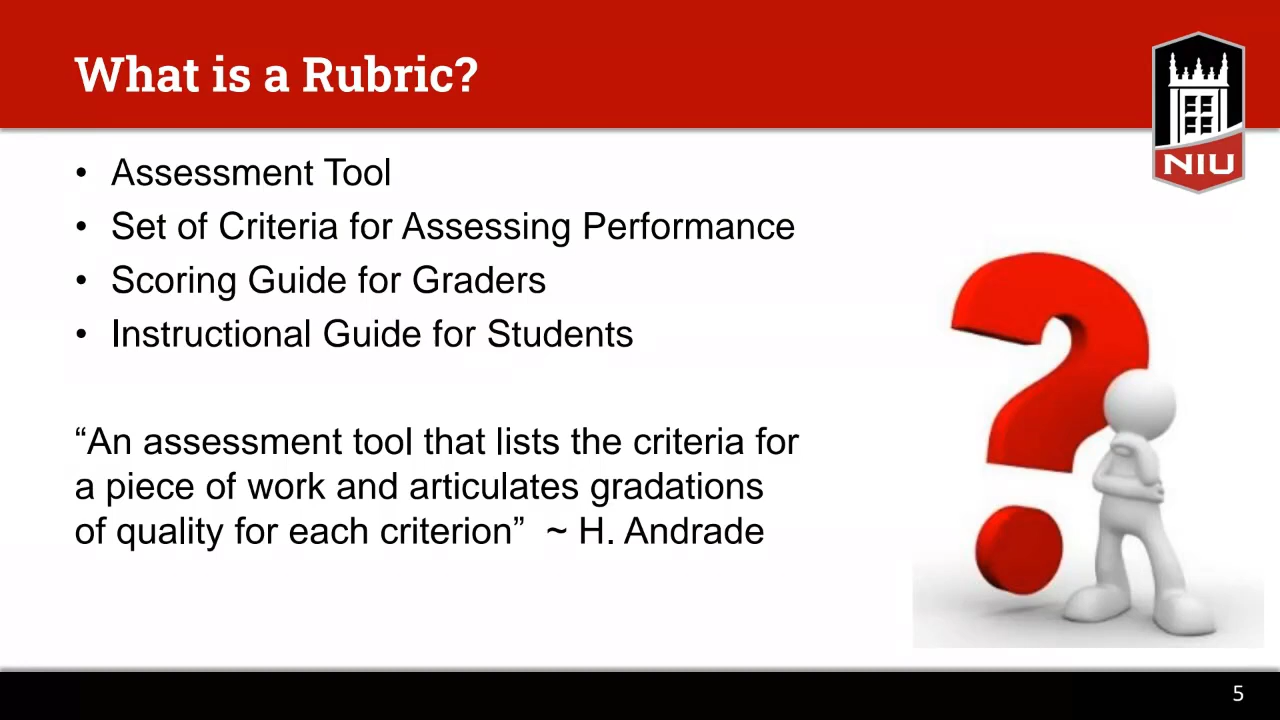 What is a Rubric?
NIU
• Assessment Tool
• Set of Criteria for Assessing Performance
• Scoring Guide for Graders
• Instructional Guide for Students
“An assessment tool that lists the criteria for
a piece of work and articulates gradations
of quality for each criterion”  ~ H. Andrade
5